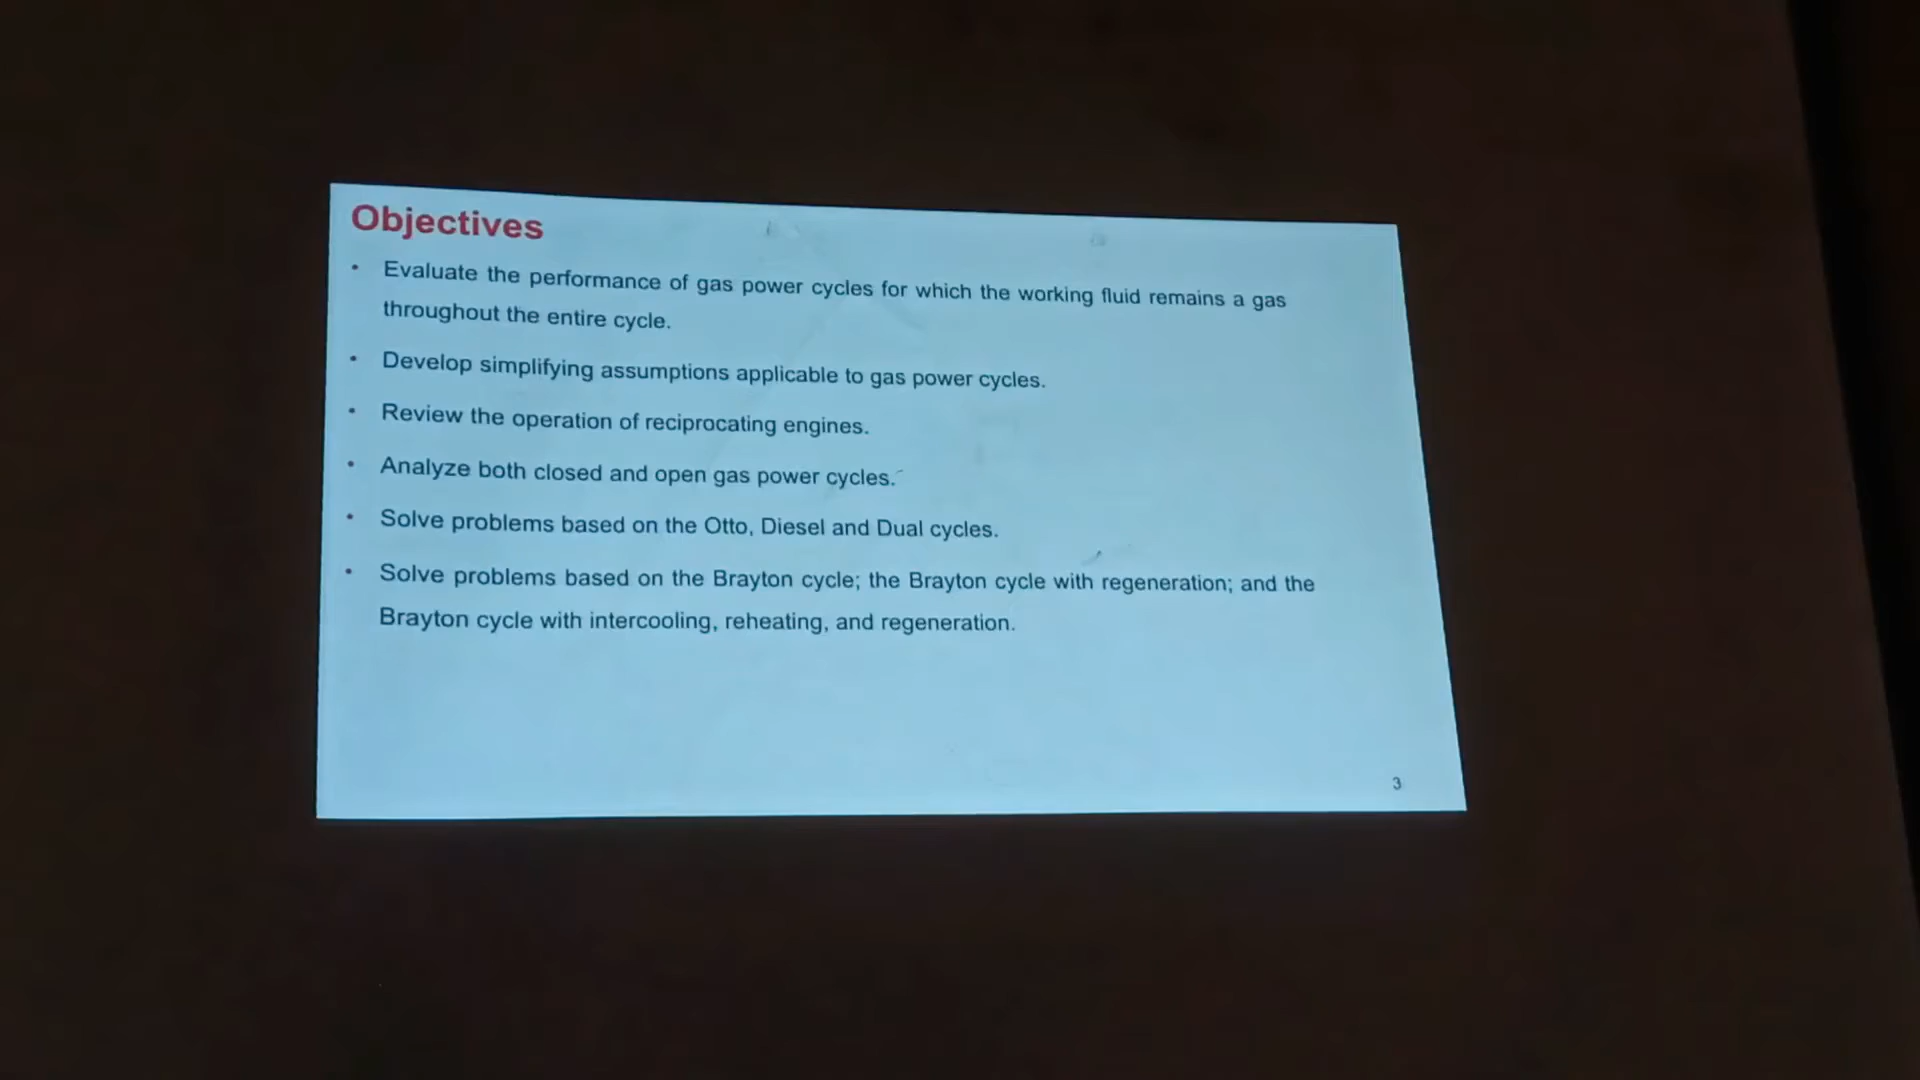 Objectives
• Evaluate the performance of gas power cycles for which the working fluid remains a gas
throughout the entire cycle.
• Develop simplifying assumptions applicable to gas power cycles.
• Review the operation of reciprocating engines.
• Analyze both closed and open gas power cycles.
• Solve problems based on the Otto, Diesel and Dual cycles.
• Solve problems based on the Brayton cycle; the Brayton cycle with regeneration; and the
Brayton cycle with intercooling, reheating, and regeneration.
3